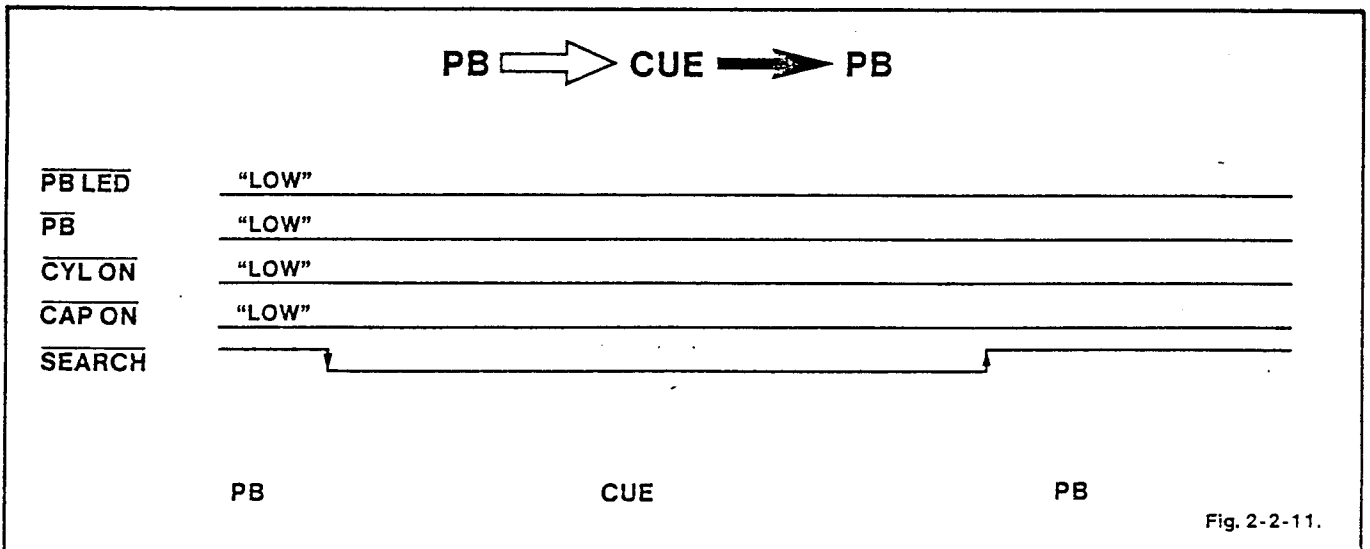 PB CUE PB
PB LED "LOW"
PB "LOW"
CYL ON "LOW"
CAP ON "LOW"
SEARCH
PB CUE PB
Fig. 2-2-11.